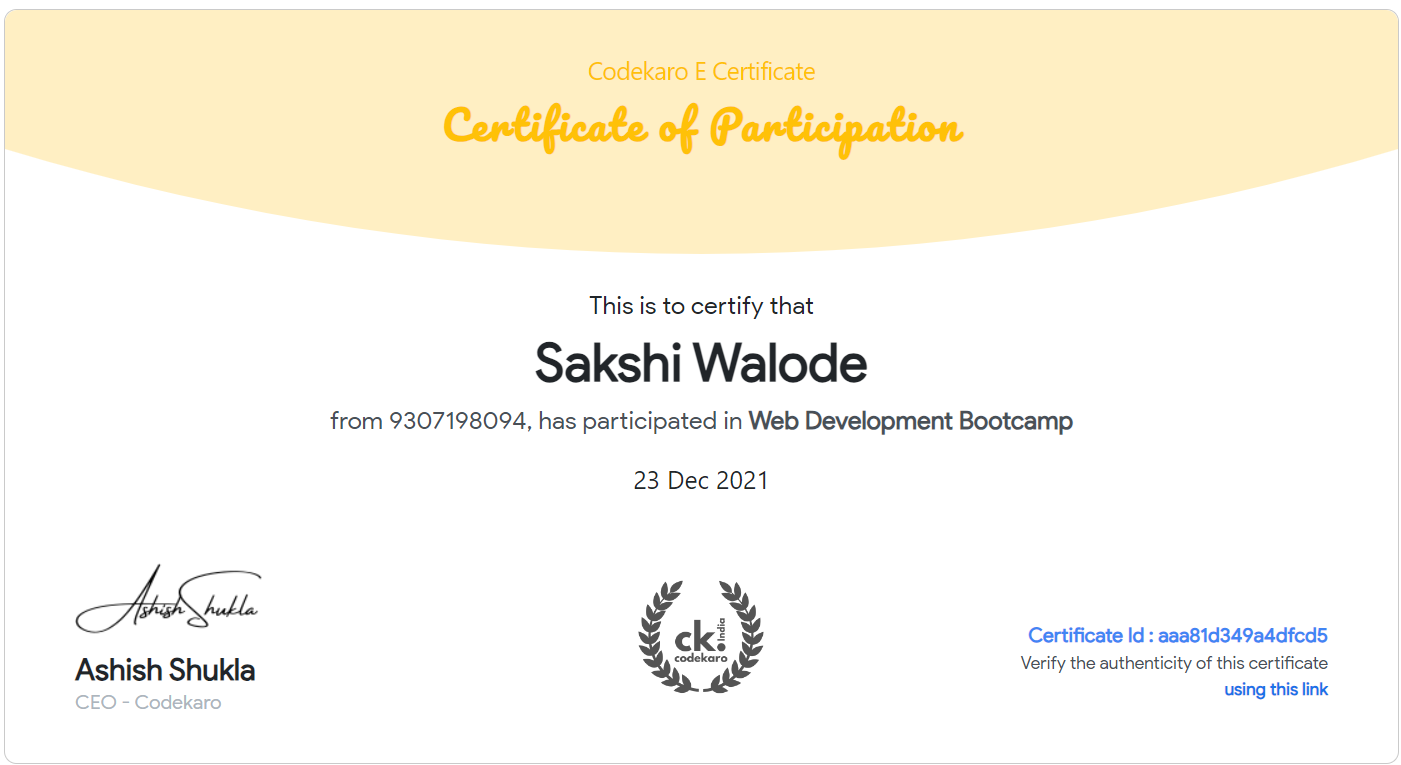 Codekaro E Certificate
Certificate of Participation
This is to certify that
Sakshi Walode
from 9307198094, has participated in Web Development Bootcamp
23 Dec 2021
Ashish Shukla
Ashish Shukla
CEO - Codekaro
ck.
India
codekaro
Certificate Id : aaa81d349a4dfcd5
Verify the authenticity of this certificate
using this link